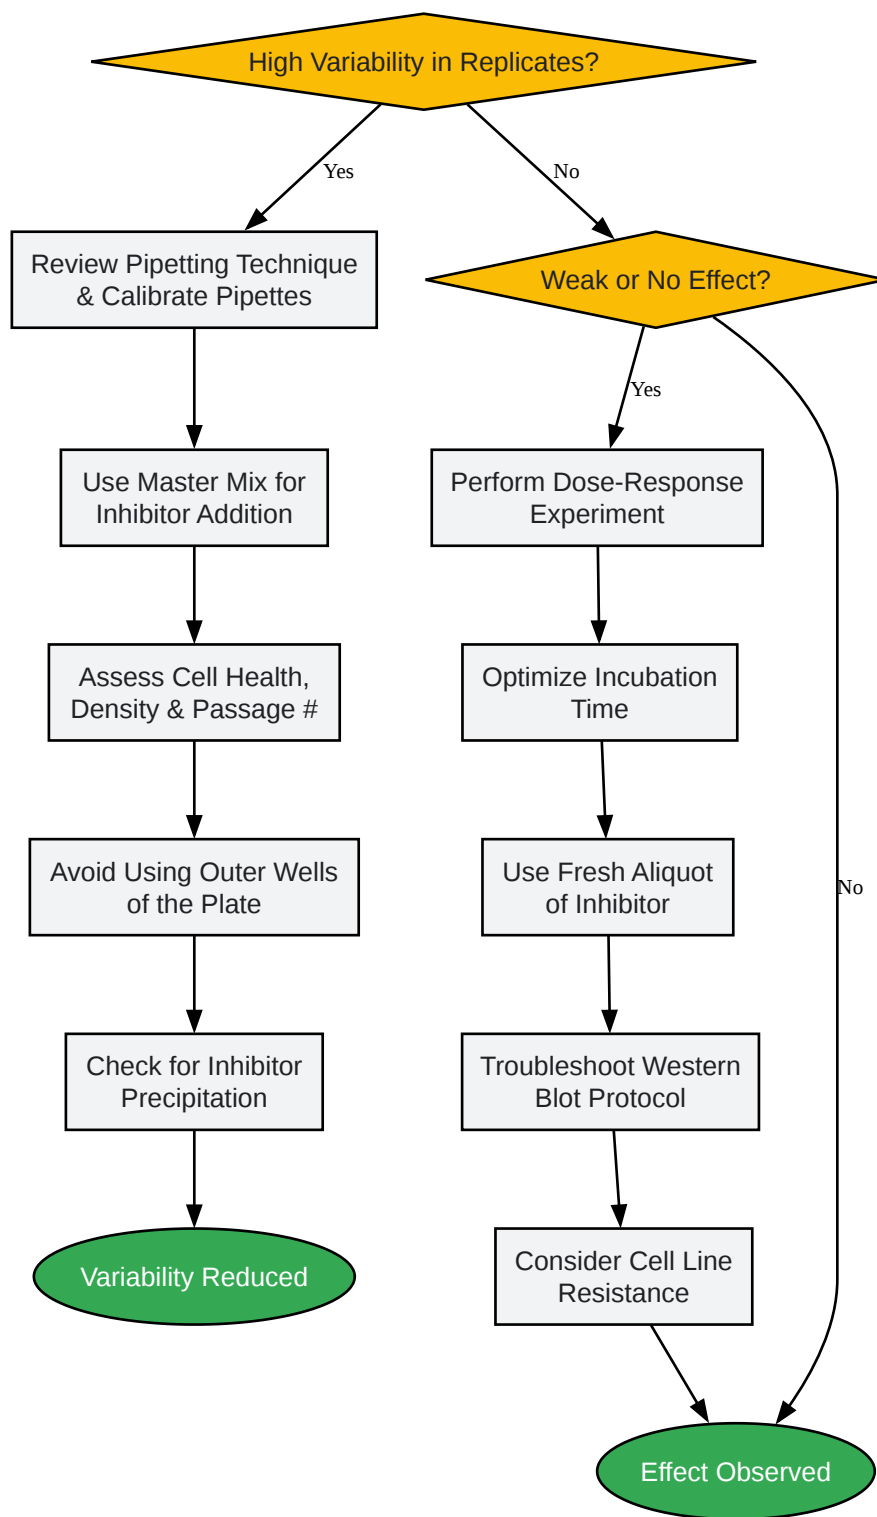 High Variability in Replicates?
Yes
No
Review Pipetting Technique
& Calibrate Pipettes
Weak or No Effect?
Yes
Use Master Mix for
Inhibitor Addition
Perform Dose-Response
Experiment
Assess Cell Health,
Density & Passage #
Optimize Incubation
Time
Avoid Using Outer Wells
of the Plate
Use Fresh Aliquot
of Inhibitor
No
Check for Inhibitor
Precipitation
Troubleshoot Western
Blot Protocol
Variability Reduced
Consider Cell Line
Resistance
Effect Observed